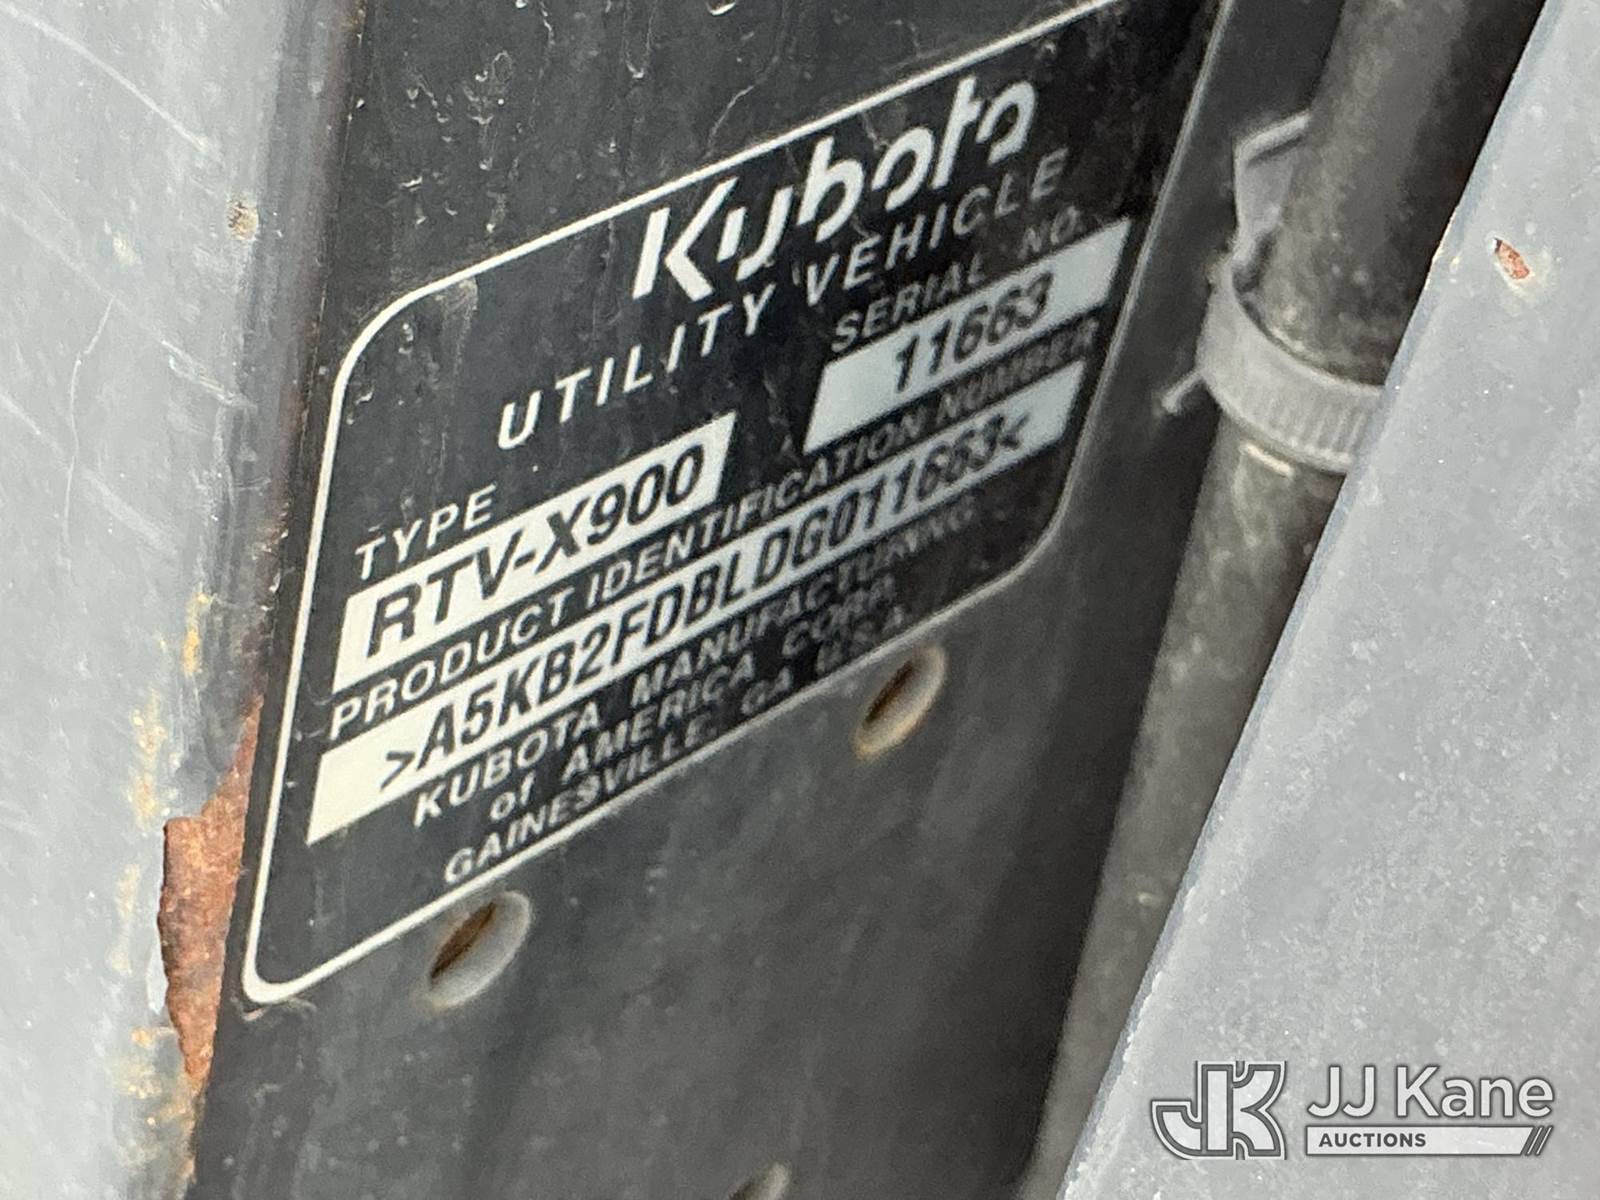 Kubota
UTILITY VEHICLE
SERIAL NO.
11663
TYPE
RTV-X900
PRODUCT IDENTIFICATION NUMBER
>A5KB2FDBLDG011663<
KUBOTA MANUFACTURING
of AMERICA CORP.
GAINESVILLE, GA U.S.A.
JK
JJ Kane
AUCTIONS